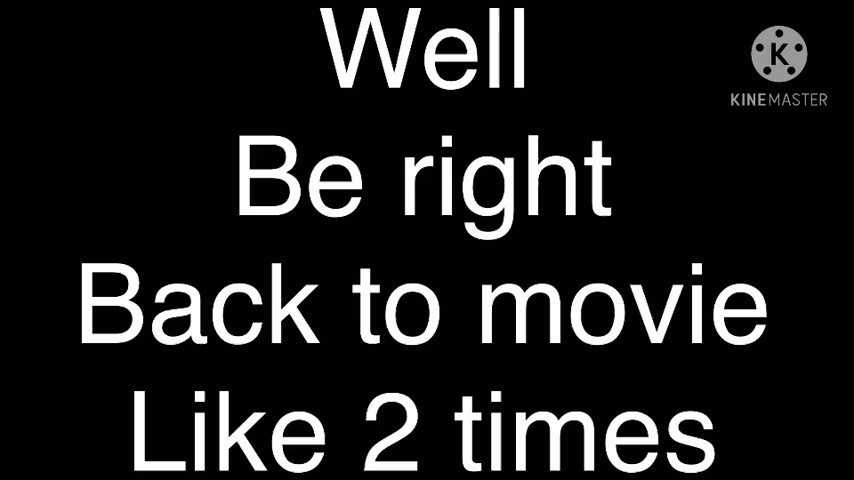 Well
Be right
Back to movie
Like 2 times
K
KINEMASTER